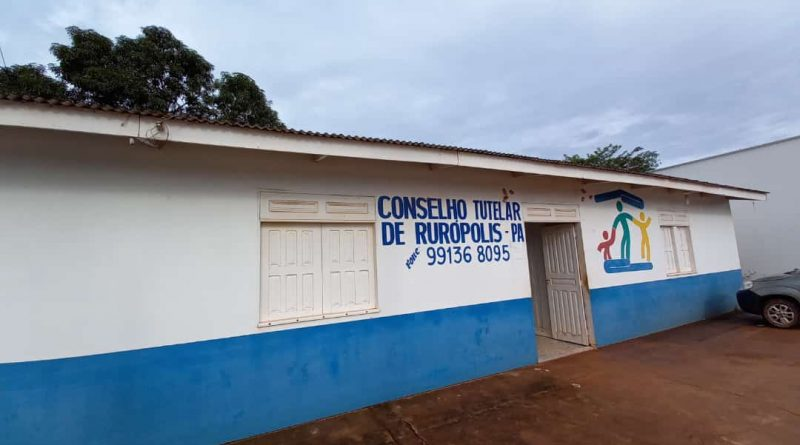 CONSELHO TUTELAR
DE RURÓPOLIS - PA
Fone 99136 8095